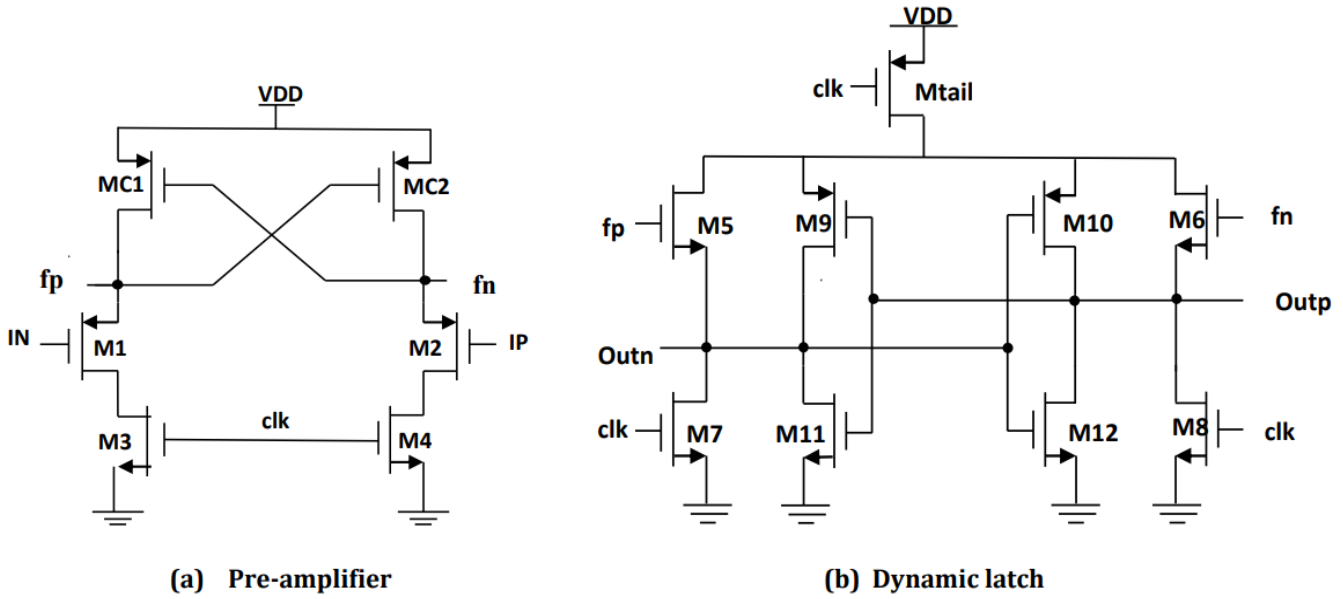 VDD
MC1
MC2
fp
fn
IN
M1
M2
IP
clk
M3
M4
(a) Pre-amplifier
VDD
clk
Mtail
fp
M5
M9
M10
M6
fn
Outp
Outn
clk
M7
M11
M12
M8
clk
(b) Dynamic latch